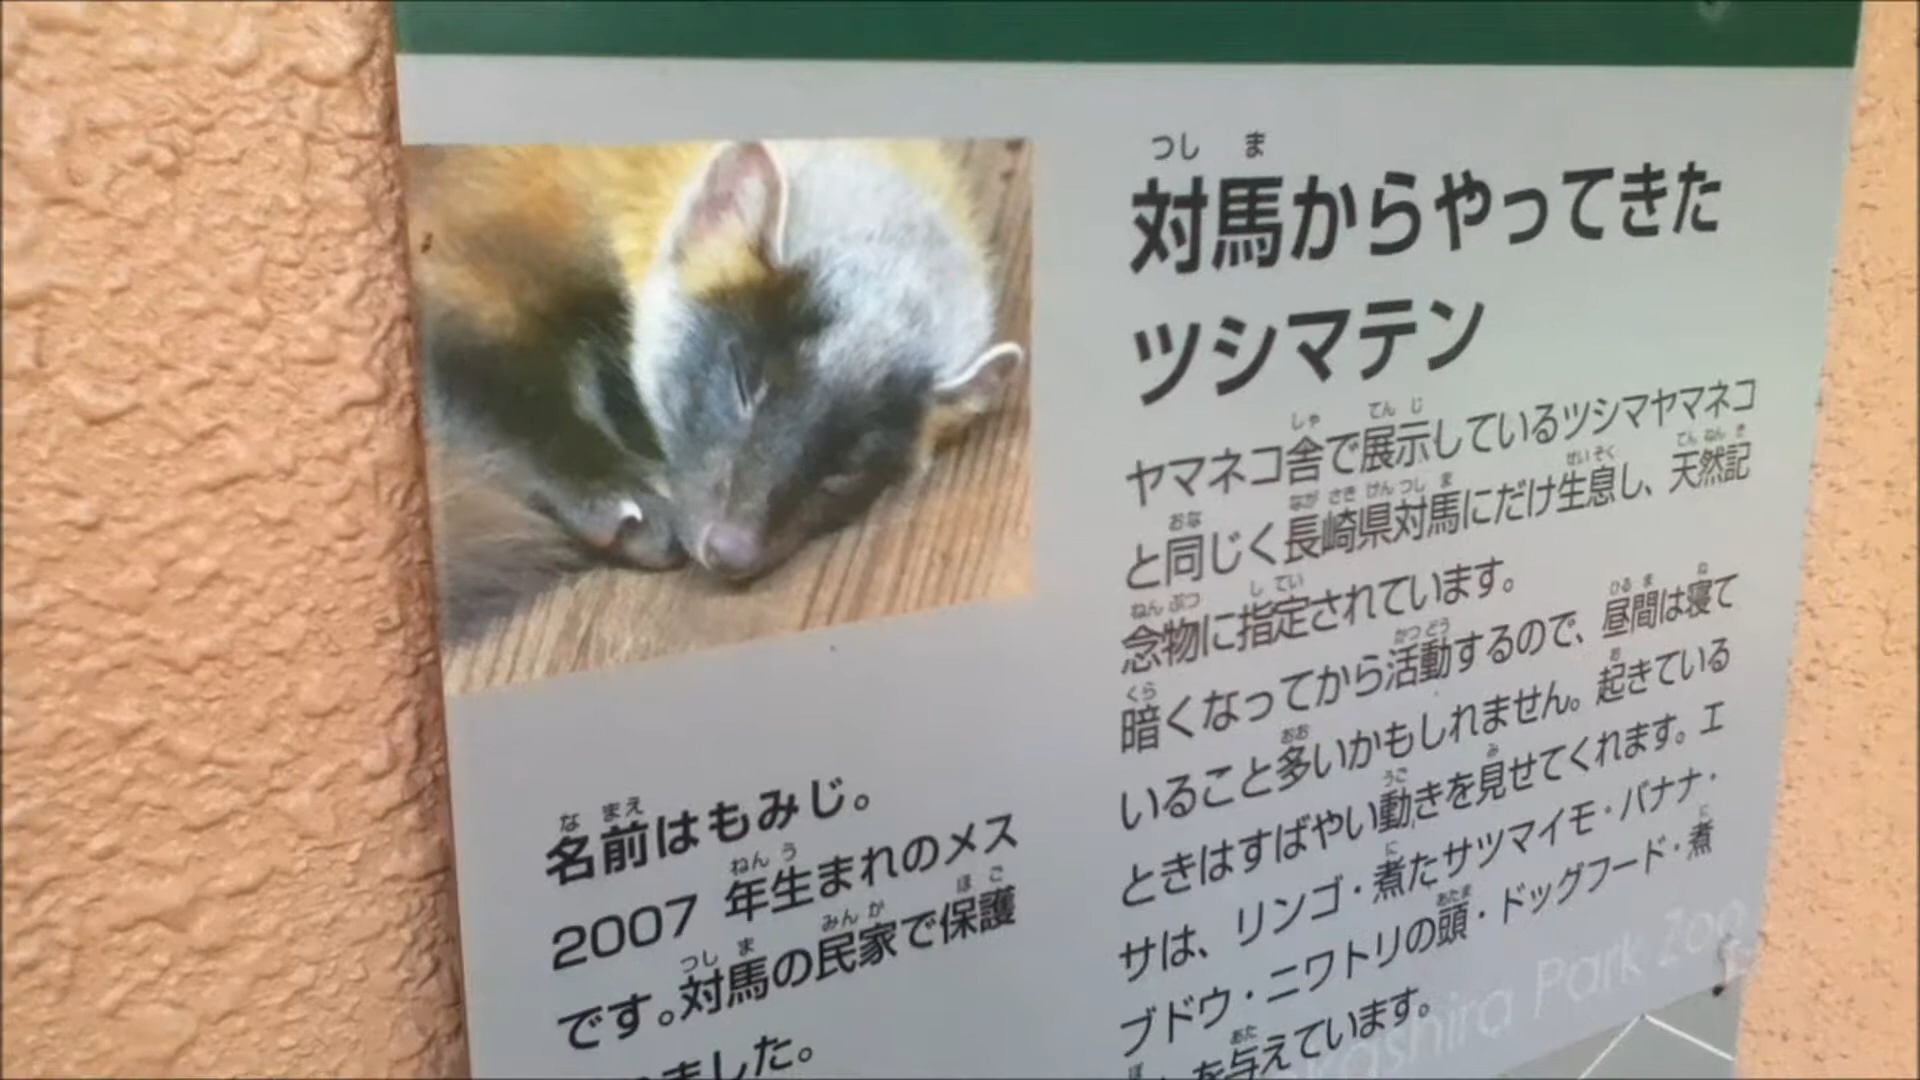 対馬からやってきた
ツシマテン
ヤマネコ舎で展示しているツシマヤマネコ
と同じく長崎県対馬にだけ生息し、天然記
念物に指定されています。
暗くなってから活動するので、昼間は寝て
いること多いかもしれません。起きている
ときはすばやい動きを見せてくれます。エ
サは、リンゴ・煮たサツマイモ・バナナ・
ブドウ・ニワトリの頭・ドッグフード・煮
を与えています。
名前はもみじ。
2007 年生まれのメス
です。対馬の民家で保護
ました。
Park Zoo